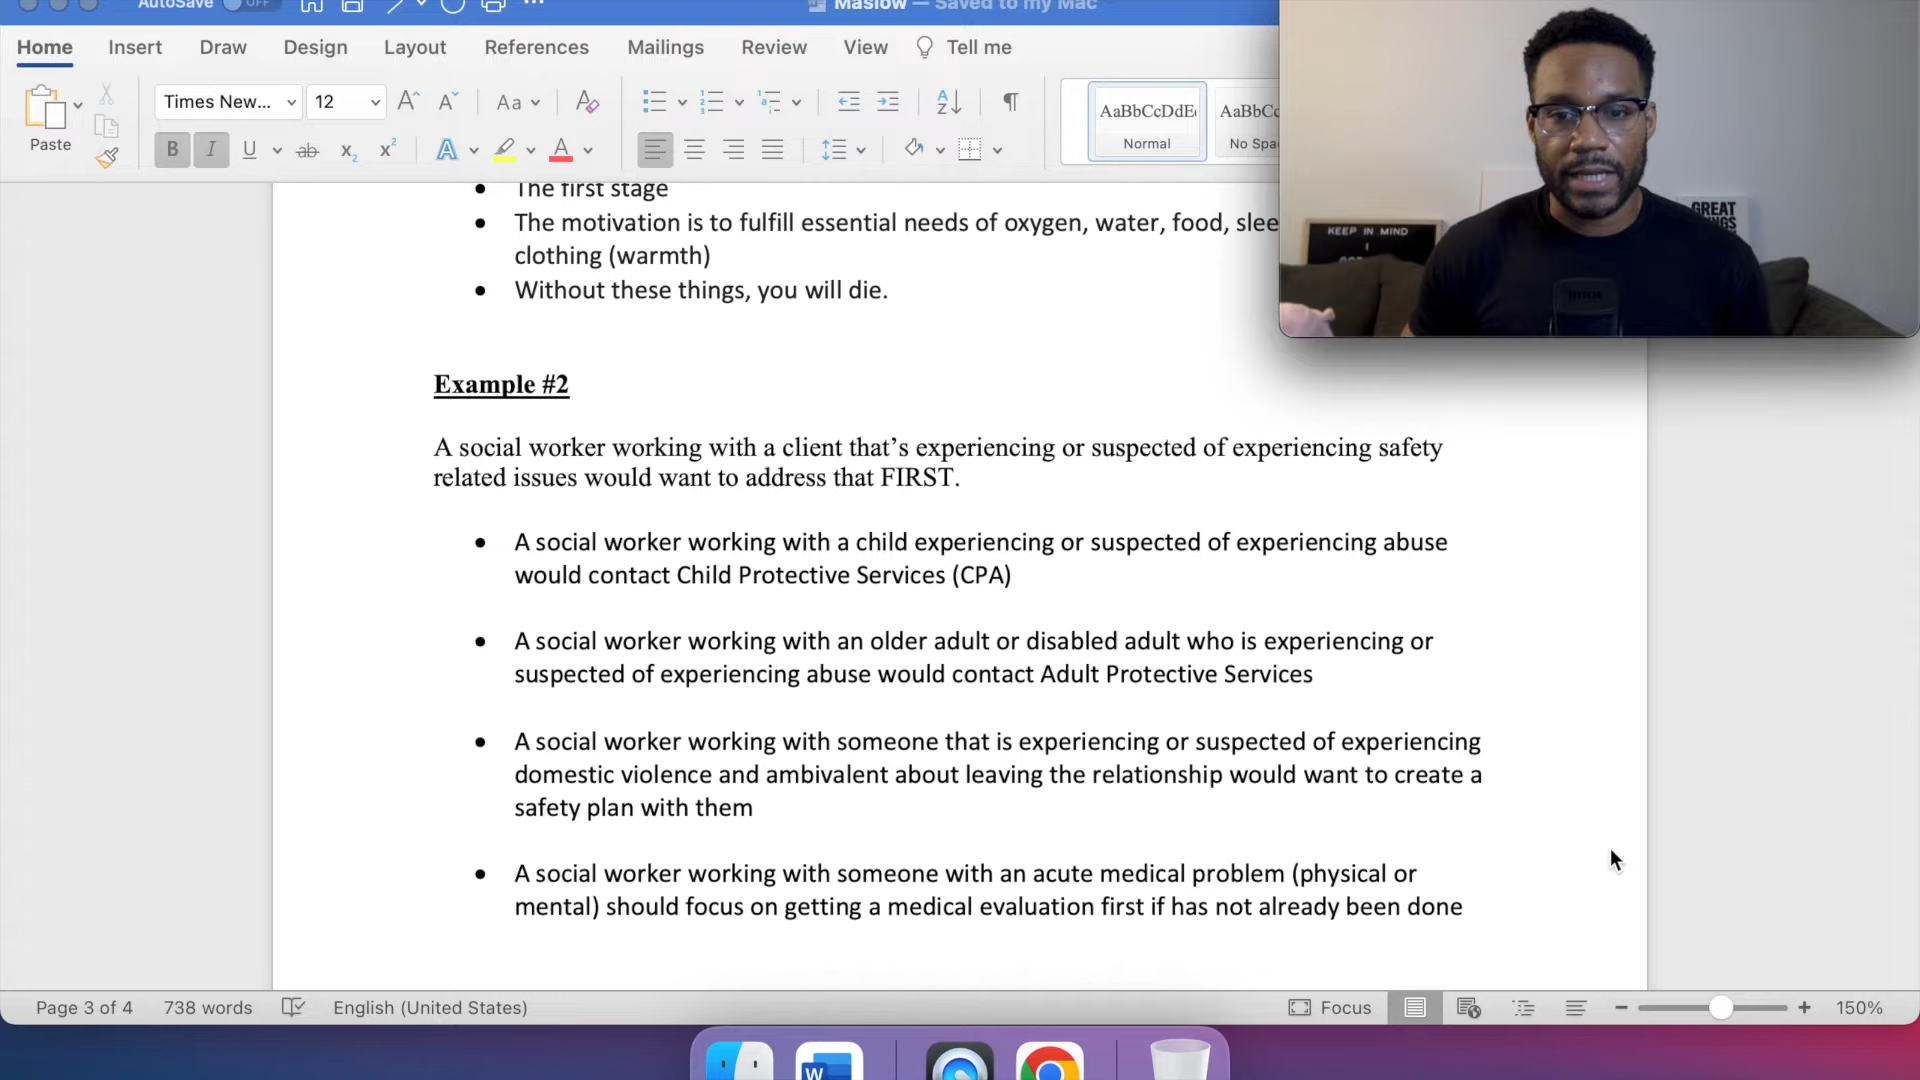 AutoSave OFF
Maslow — Saved to my Mac
Home Insert Draw Design Layout References Mailings Review View Tell me
Paste
Times New... 12
Aa
AaBbCcDdE
AaBbCc
Normal
No Spac
The first stage
The motivation is to fulfill essential needs of oxygen, water, food, slee
clothing (warmth)
Without these things, you will die.
KEEP IN MIND
I
GREAT
Example #2
A social worker working with a client that's experiencing or suspected of experiencing safety
related issues would want to address that FIRST.
A social worker working with a child experiencing or suspected of experiencing abuse
would contact Child Protective Services (CPA)
A social worker working with an older adult or disabled adult who is experiencing or
suspected of experiencing abuse would contact Adult Protective Services
A social worker working with someone that is experiencing or suspected of experiencing
domestic violence and ambivalent about leaving the relationship would want to create a
safety plan with them
A social worker working with someone with an acute medical problem (physical or
mental) should focus on getting a medical evaluation first if has not already been done
Page 3 of 4 738 words English (United States) Focus 150%